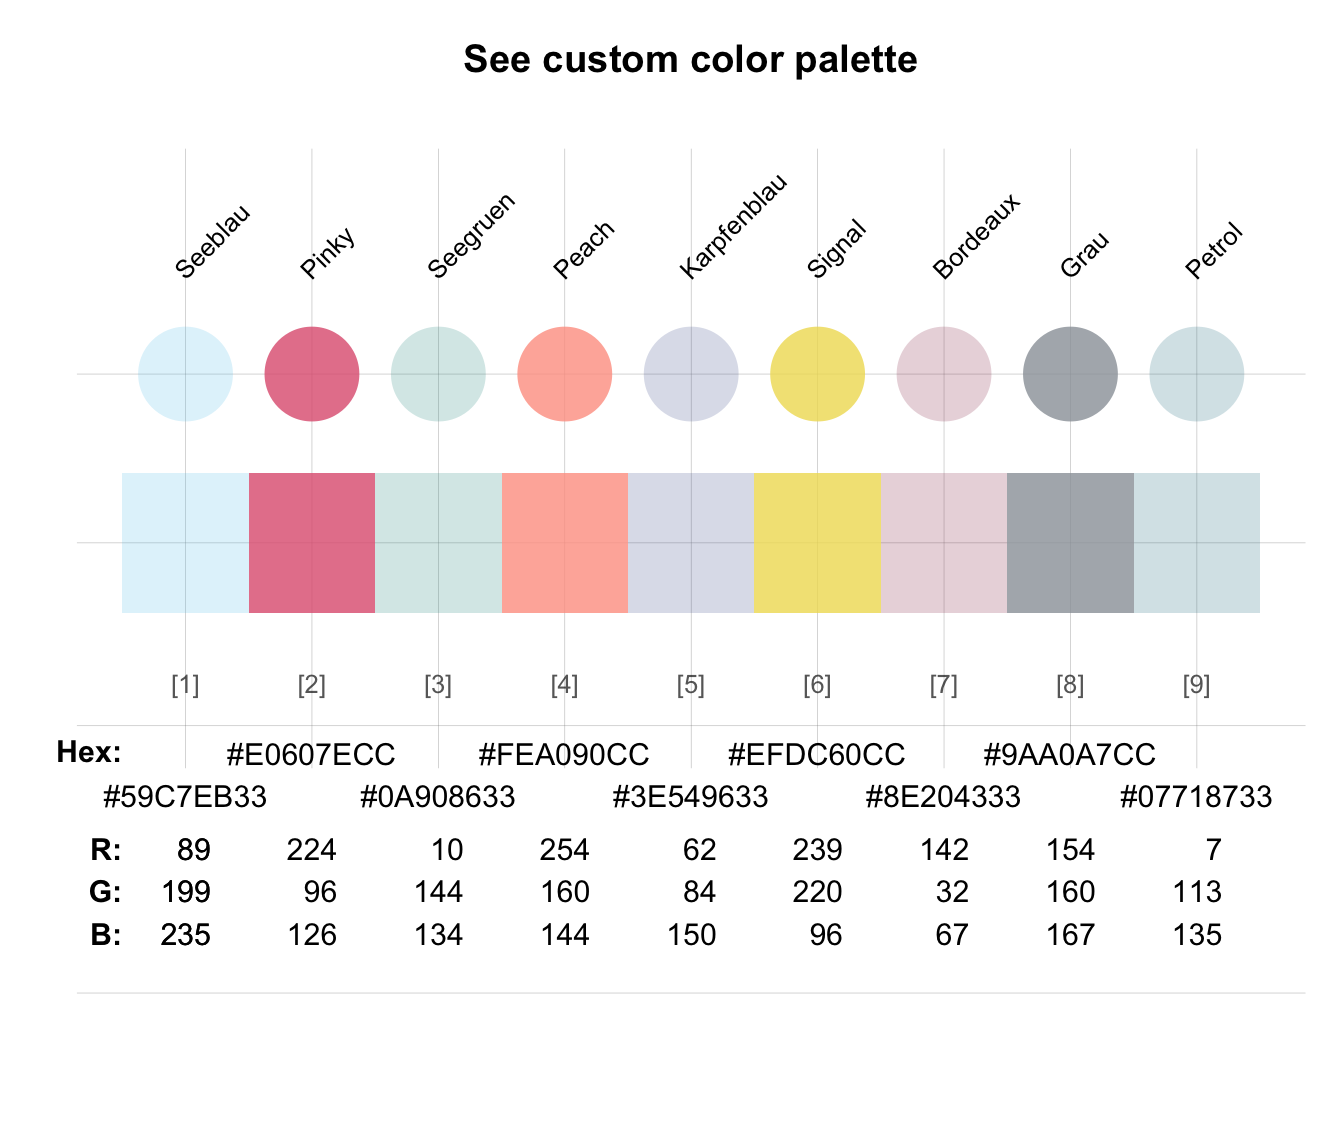 See custom color palette
Seeblau Pinky Seegruen Peach Karpfenblau Signal Bordeaux Grau Petrol
[1] [2] [3] [4] [5] [6] [7] [8] [9]
Hex: #E0607ECC #FEA090CC #EFDC60CC #9AA0A7CC
#59C7EB33 #0A908633 #3E549633 #8E204333 #07718733
R: 89 224 10 254 62 239 142 154 7
G: 199 96 144 160 84 220 32 160 113
B: 235 126 134 144 150 96 67 167 135